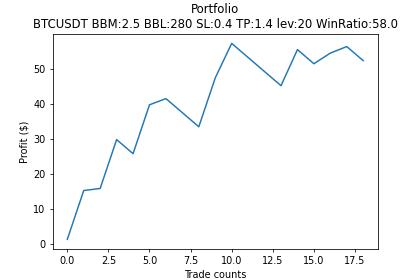 Portfolio
BTCUSDT BBM:2.5 BBL:280 SL:0.4 TP:1.4 lev:20 WinRatio:58.0
Profit ($)
50
40
30
20
10
0
0.0 2.5 5.0 7.5 10.0 12.5 15.0 17.5
Trade counts